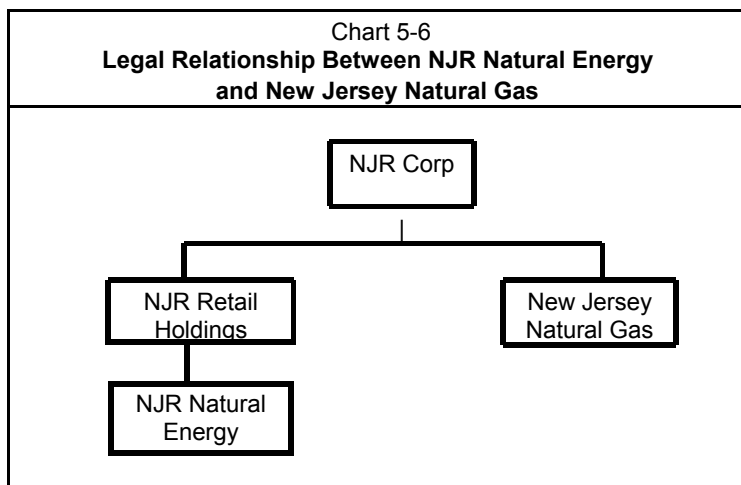 Chart 5-6
Legal Relationship Between NJR Natural Energy
and New Jersey Natural Gas
NJR Corp
NJR Retail
Holdings
New Jersey
Natural Gas
NJR Natural
Energy